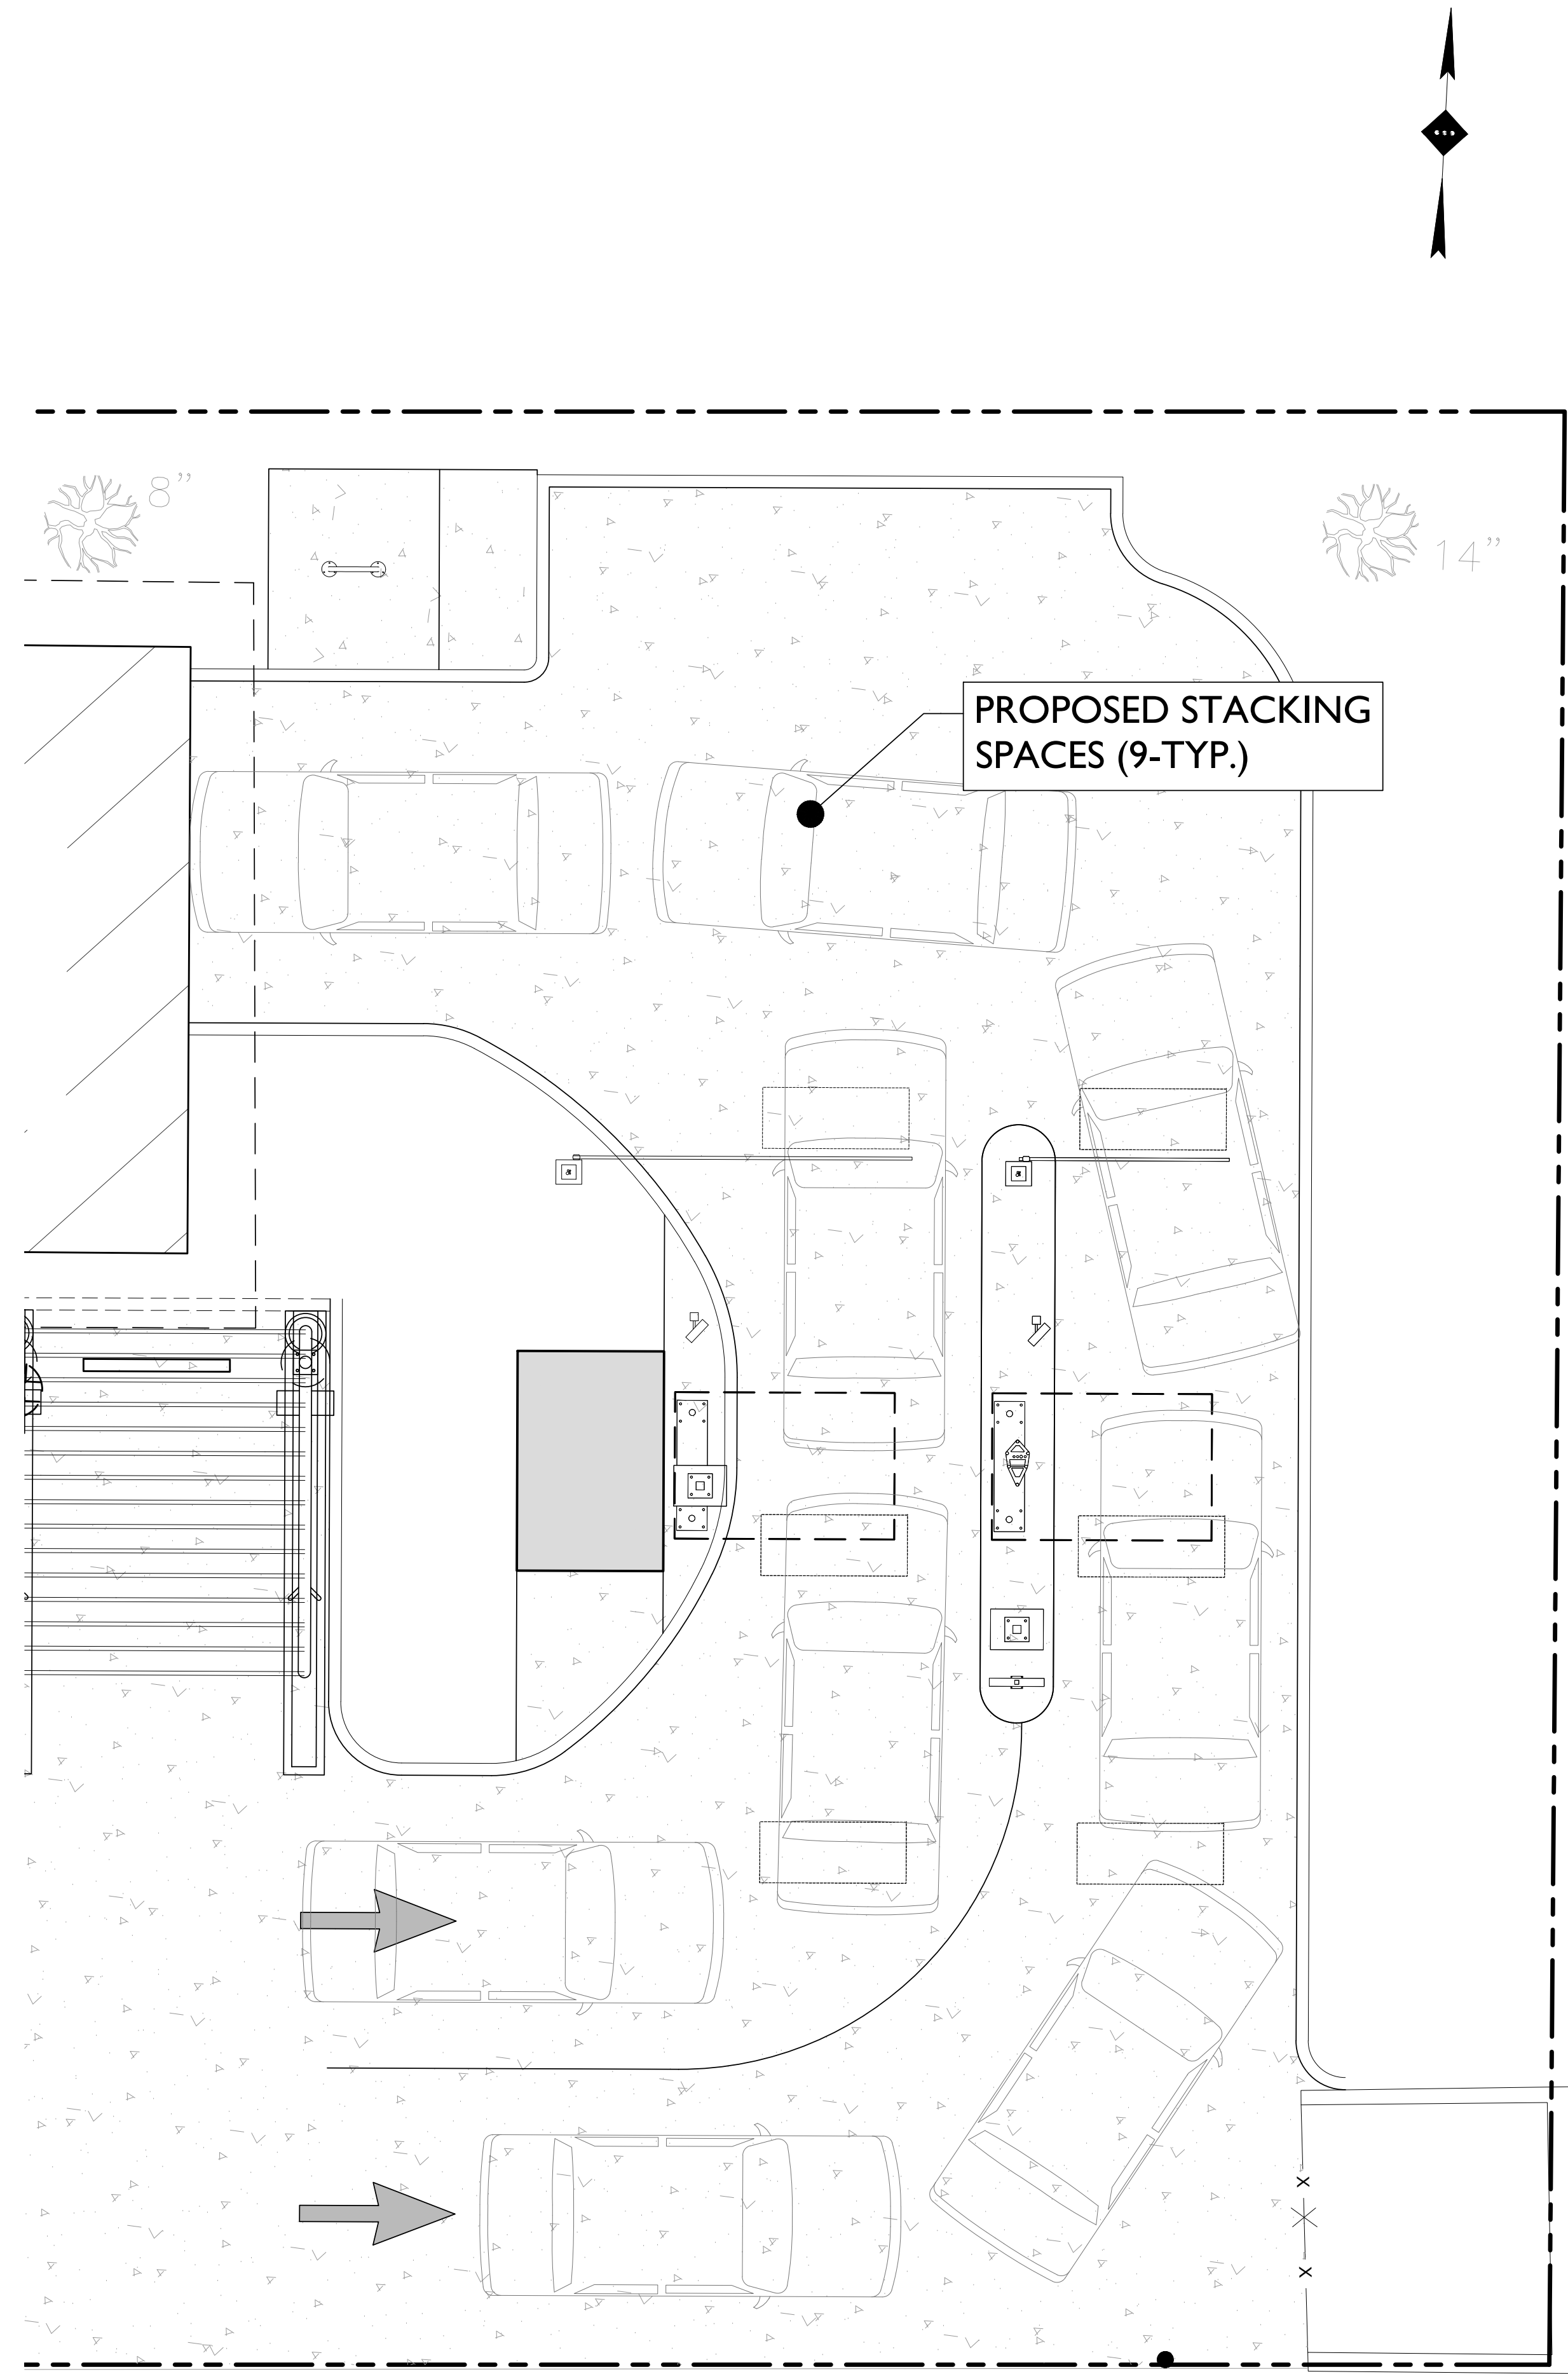 8”
14”
PROPOSED STACKING
SPACES (9-TYP.)
X
X